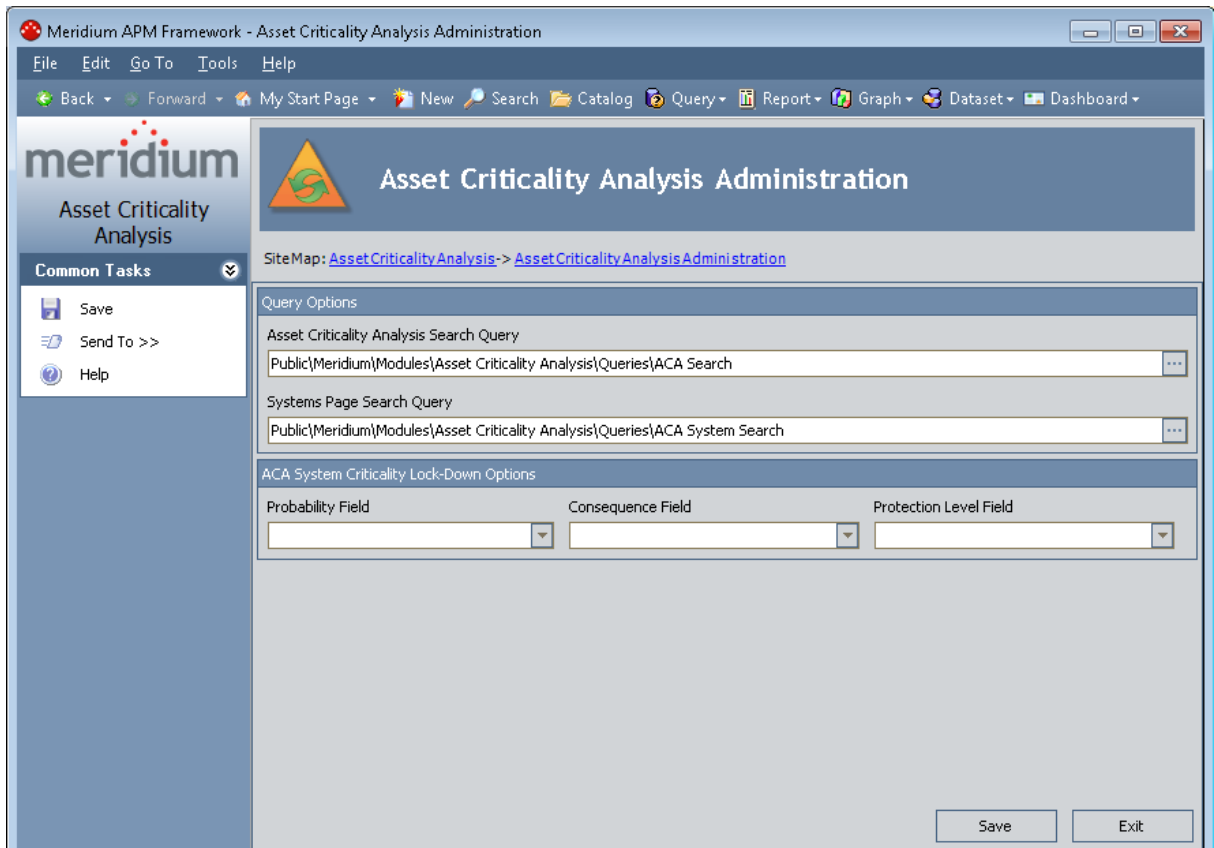 Meridium APM Framework - Asset Criticality Analysis Administration
File Edit Go To Tools Help
Back Forward My Start Page New Search Catalog Query Report Graph Dataset Dashboard
meridium
Asset Criticality
Analysis
Common Tasks
Save
Send To >>
Help
Asset Criticality Analysis Administration
Site Map: Asset Criticality Analysis-> Asset Criticality Analysis Administration
Query Options
Asset Criticality Analysis Search Query
Public\Meridium\Modules\Asset Criticality Analysis\Queries\ACA Search
...
Systems Page Search Query
Public\Meridium\Modules\Asset Criticality Analysis\Queries\ACA System Search
...
ACA System Criticality Lock-Down Options
Probability Field Consequence Field Protection Level Field
Save Exit